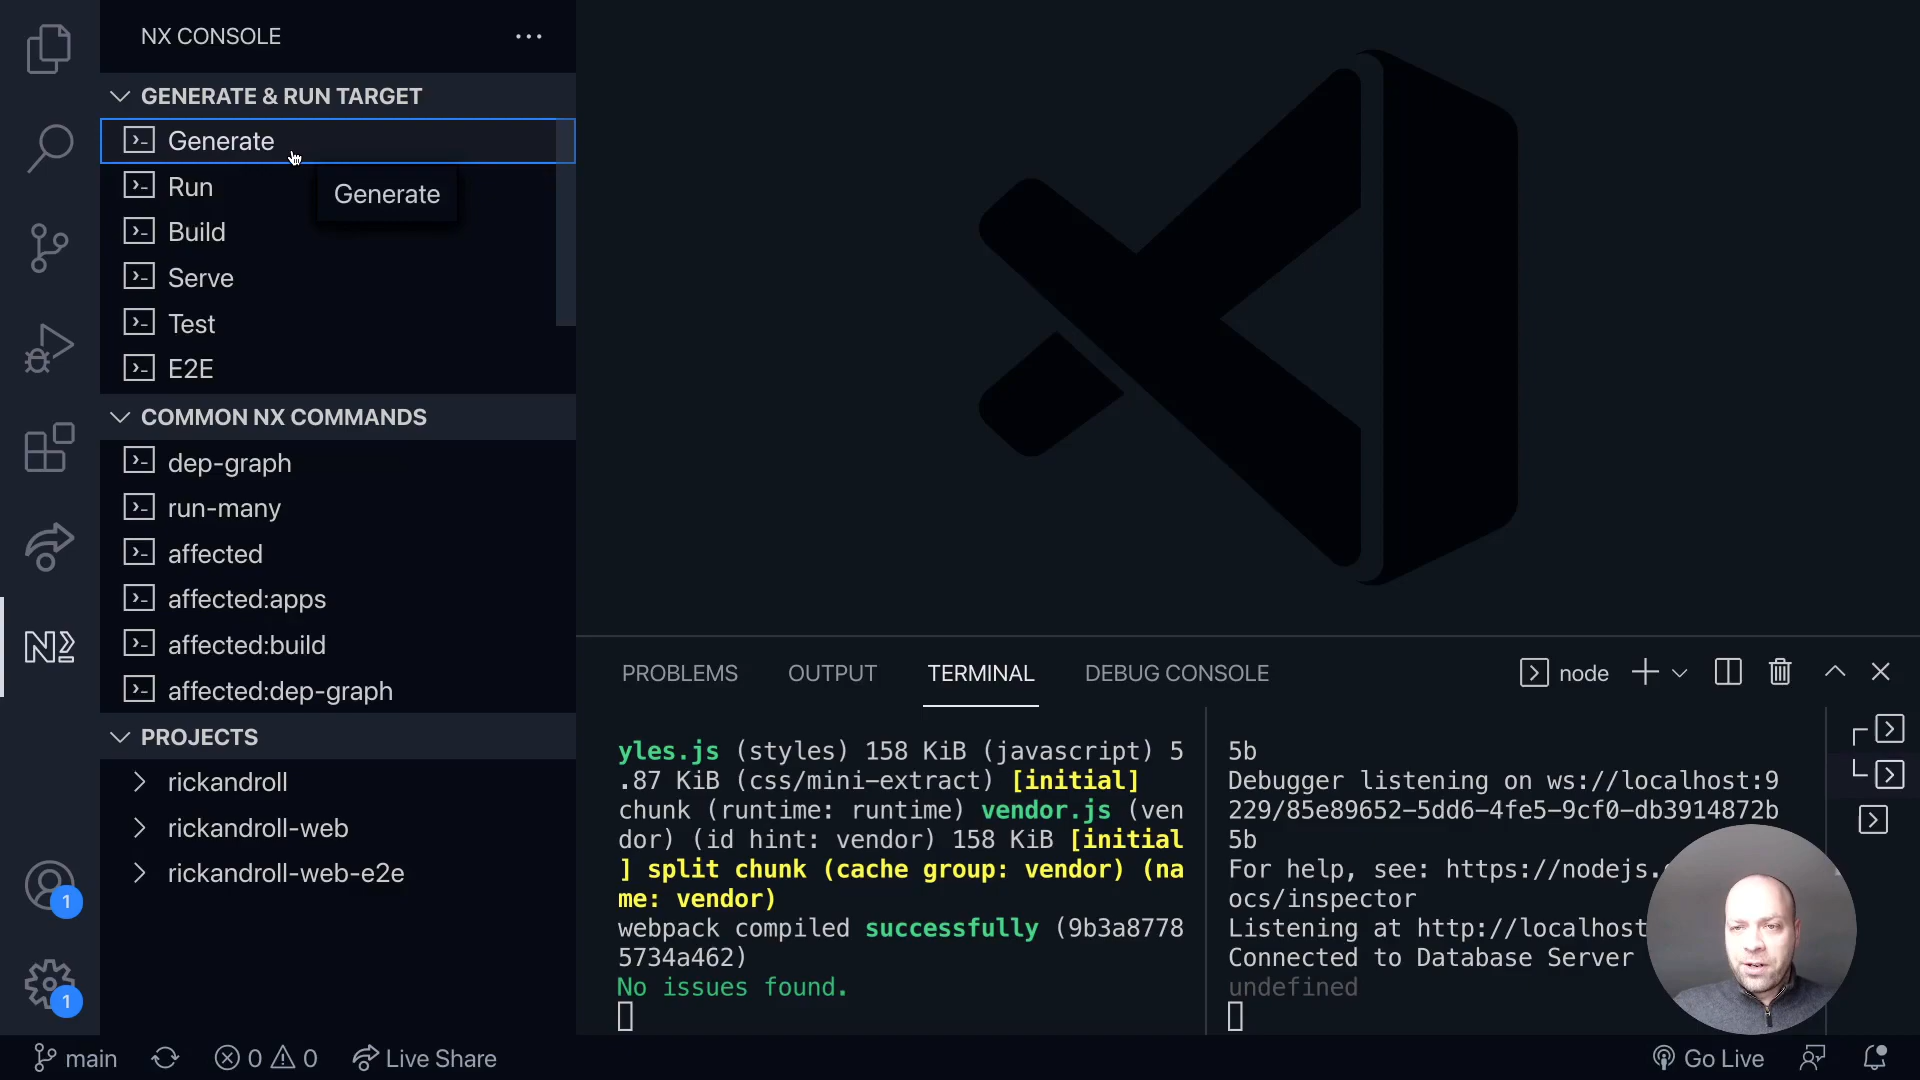 NX CONSOLE
GENERATE & RUN TARGET
Generate
Generate
Run
Build
Serve
Test
E2E
COMMON NX COMMANDS
dep-graph
run-many
affected
affected:apps
affected:build
affected:dep-graph
PROJECTS
rickandroll
rickandroll-web
rickandroll-web-e2e
1
1
PROBLEMS
OUTPUT
TERMINAL
DEBUG CONSOLE
node
yles.js (styles) 158 KiB (javascript) 5
.87 KiB (css/mini-extract) [initial]
chunk (runtime: runtime) vendor.js (ven
dor) (id hint: vendor) 158 KiB [initial
] split chunk (cache group: vendor) (na
me: vendor)
webpack compiled successfully (9b3a8778
5734a462)
No issues found.
5b
Debugger listening on ws://localhost:9
229/85e89652-5dd6-4fe5-9cf0-db3914872b
5b
For help, see: https://nodejs.
ocs/inspector
Listening at http://localhost
Connected to Database Server
undefined
main
0
0
Live Share
Go Live